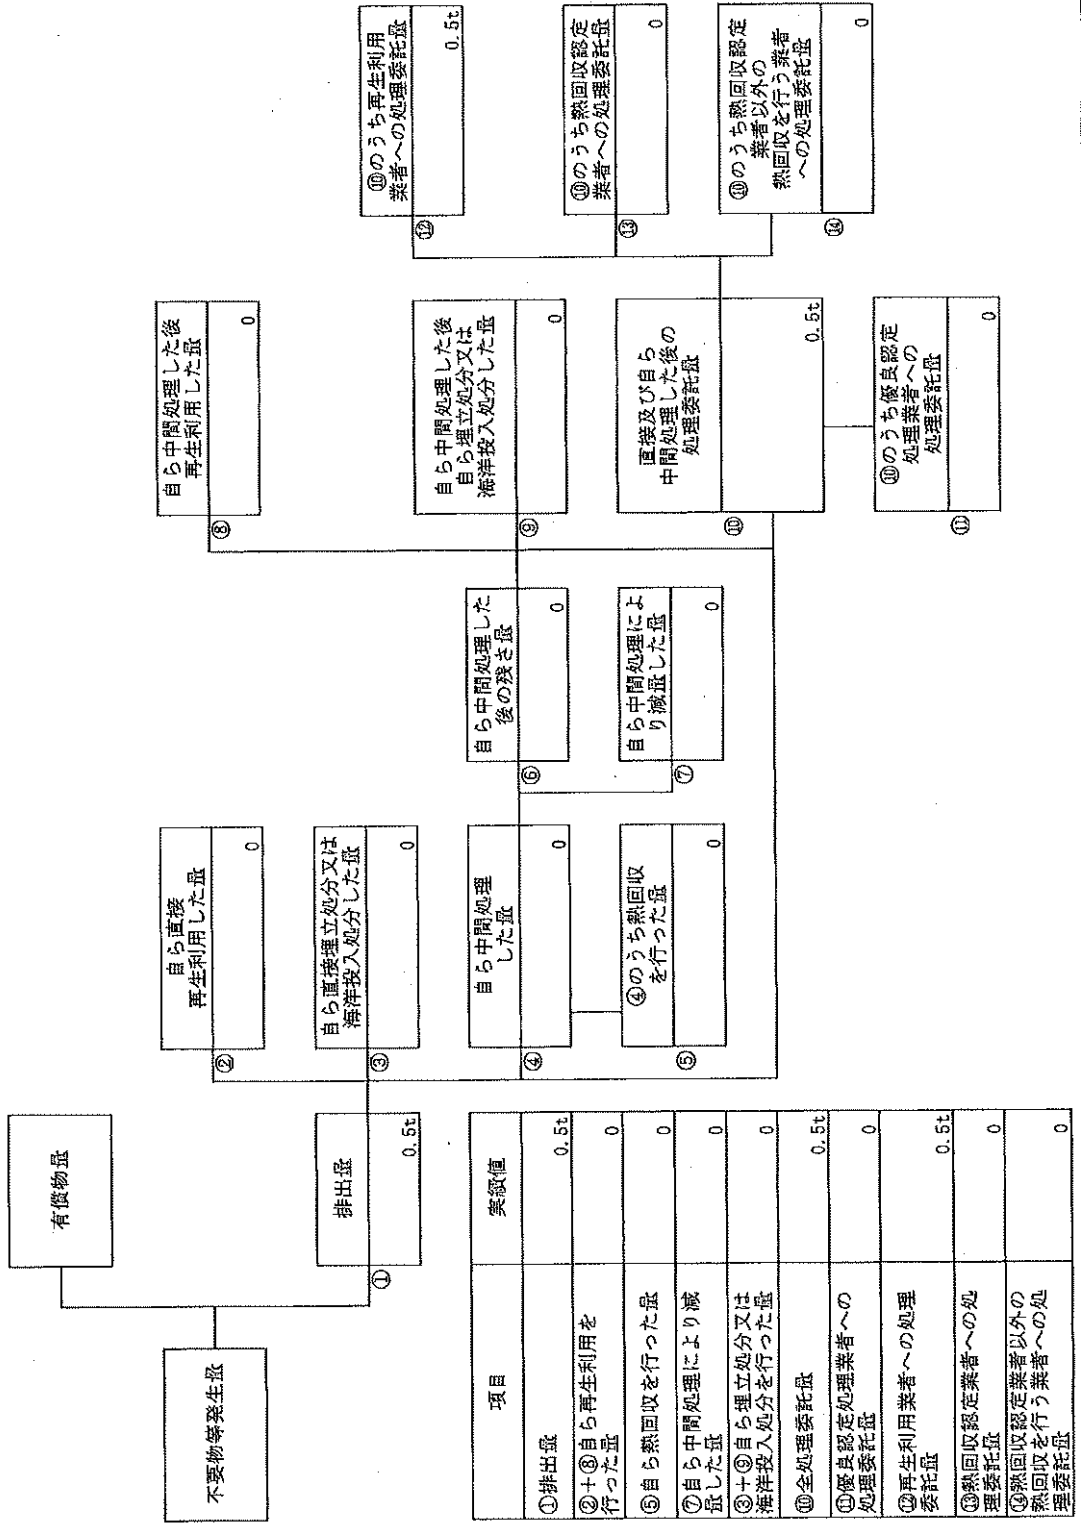 有償物量
不要物等発生量
排出量
①
0.5t
自ら直接
再生利用した量
②
0
自ら直接埋立処分又は
海洋投入処分した量
③
0
自ら中間処理
した量
④
0
④のうち熱回収
を行った量
⑤
0
自ら中間処理した
後の残さ量
⑥
0
自ら中間処理によ
り減量した量
⑦
0
自ら中間処理した後
再生利用した量
⑧
0
自ら中間処理した後
自ら埋立処分又は
海洋投入処分した量
⑨
0
直接及び自ら
中間処理した後の
処理委託量
⑩
0.5t
⑩のうち優良認定
処理業者への
処理委託量
⑪
0
⑩のうち再生利用
業者への処理委託量
⑫
0.5t
⑩のうち熱回収認定
業者への処理委託量
⑬
0
⑩のうち熱回収認定
業者以外の
熱回収を行う業者
への処理委託量
⑭
0
項目 実績値
①排出量 0.5t
②+⑧自ら再生利用を
行った量 0
⑤自ら熱回収を行った量 0
⑦自ら中間処理により減
量した量 0
③+⑨自ら埋立処分又は
海洋投入処分を行った量 0
⑩全処理委託量 0.5t
⑪優良認定処理業者への
処理委託量 0
⑫再生利用業者への処理
委託量 0.5t
⑬熱回収認定業者への処
理委託量 0
⑭熱回収認定業者以外の
熱回収を行う業者への処
理委託量 0